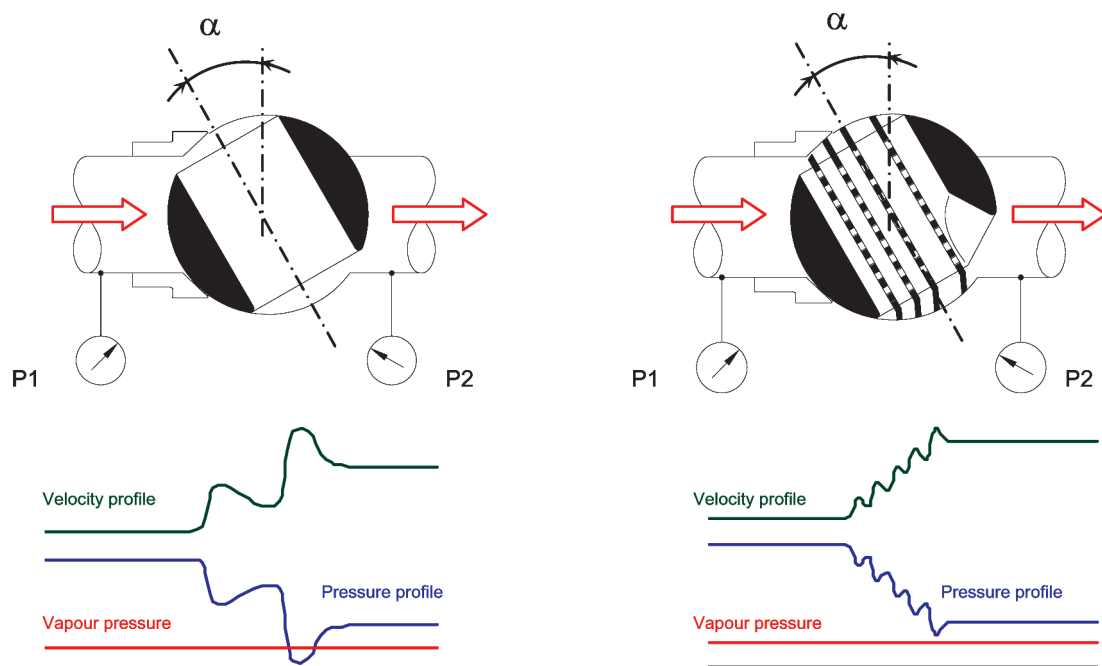 α
P1
P2
Velocity profile
Pressure profile
Vapour pressure
α
P1
P2
Velocity profile
Pressure profile
Vapour pressure